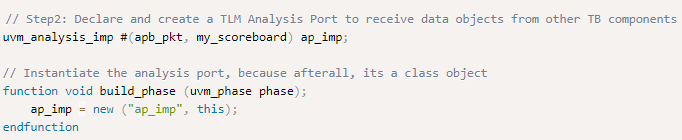 // Step2: Declare and create a TLM Analysis Port to receive data objects from other TB components
uvm_analysis_imp #(apb_pkt, my_scoreboard) ap_imp;
// Instantiate the analysis port, because afterall, its a class object
function void build_phase (uvm_phase phase);
ap_imp = new ("ap_imp", this);
endfunction